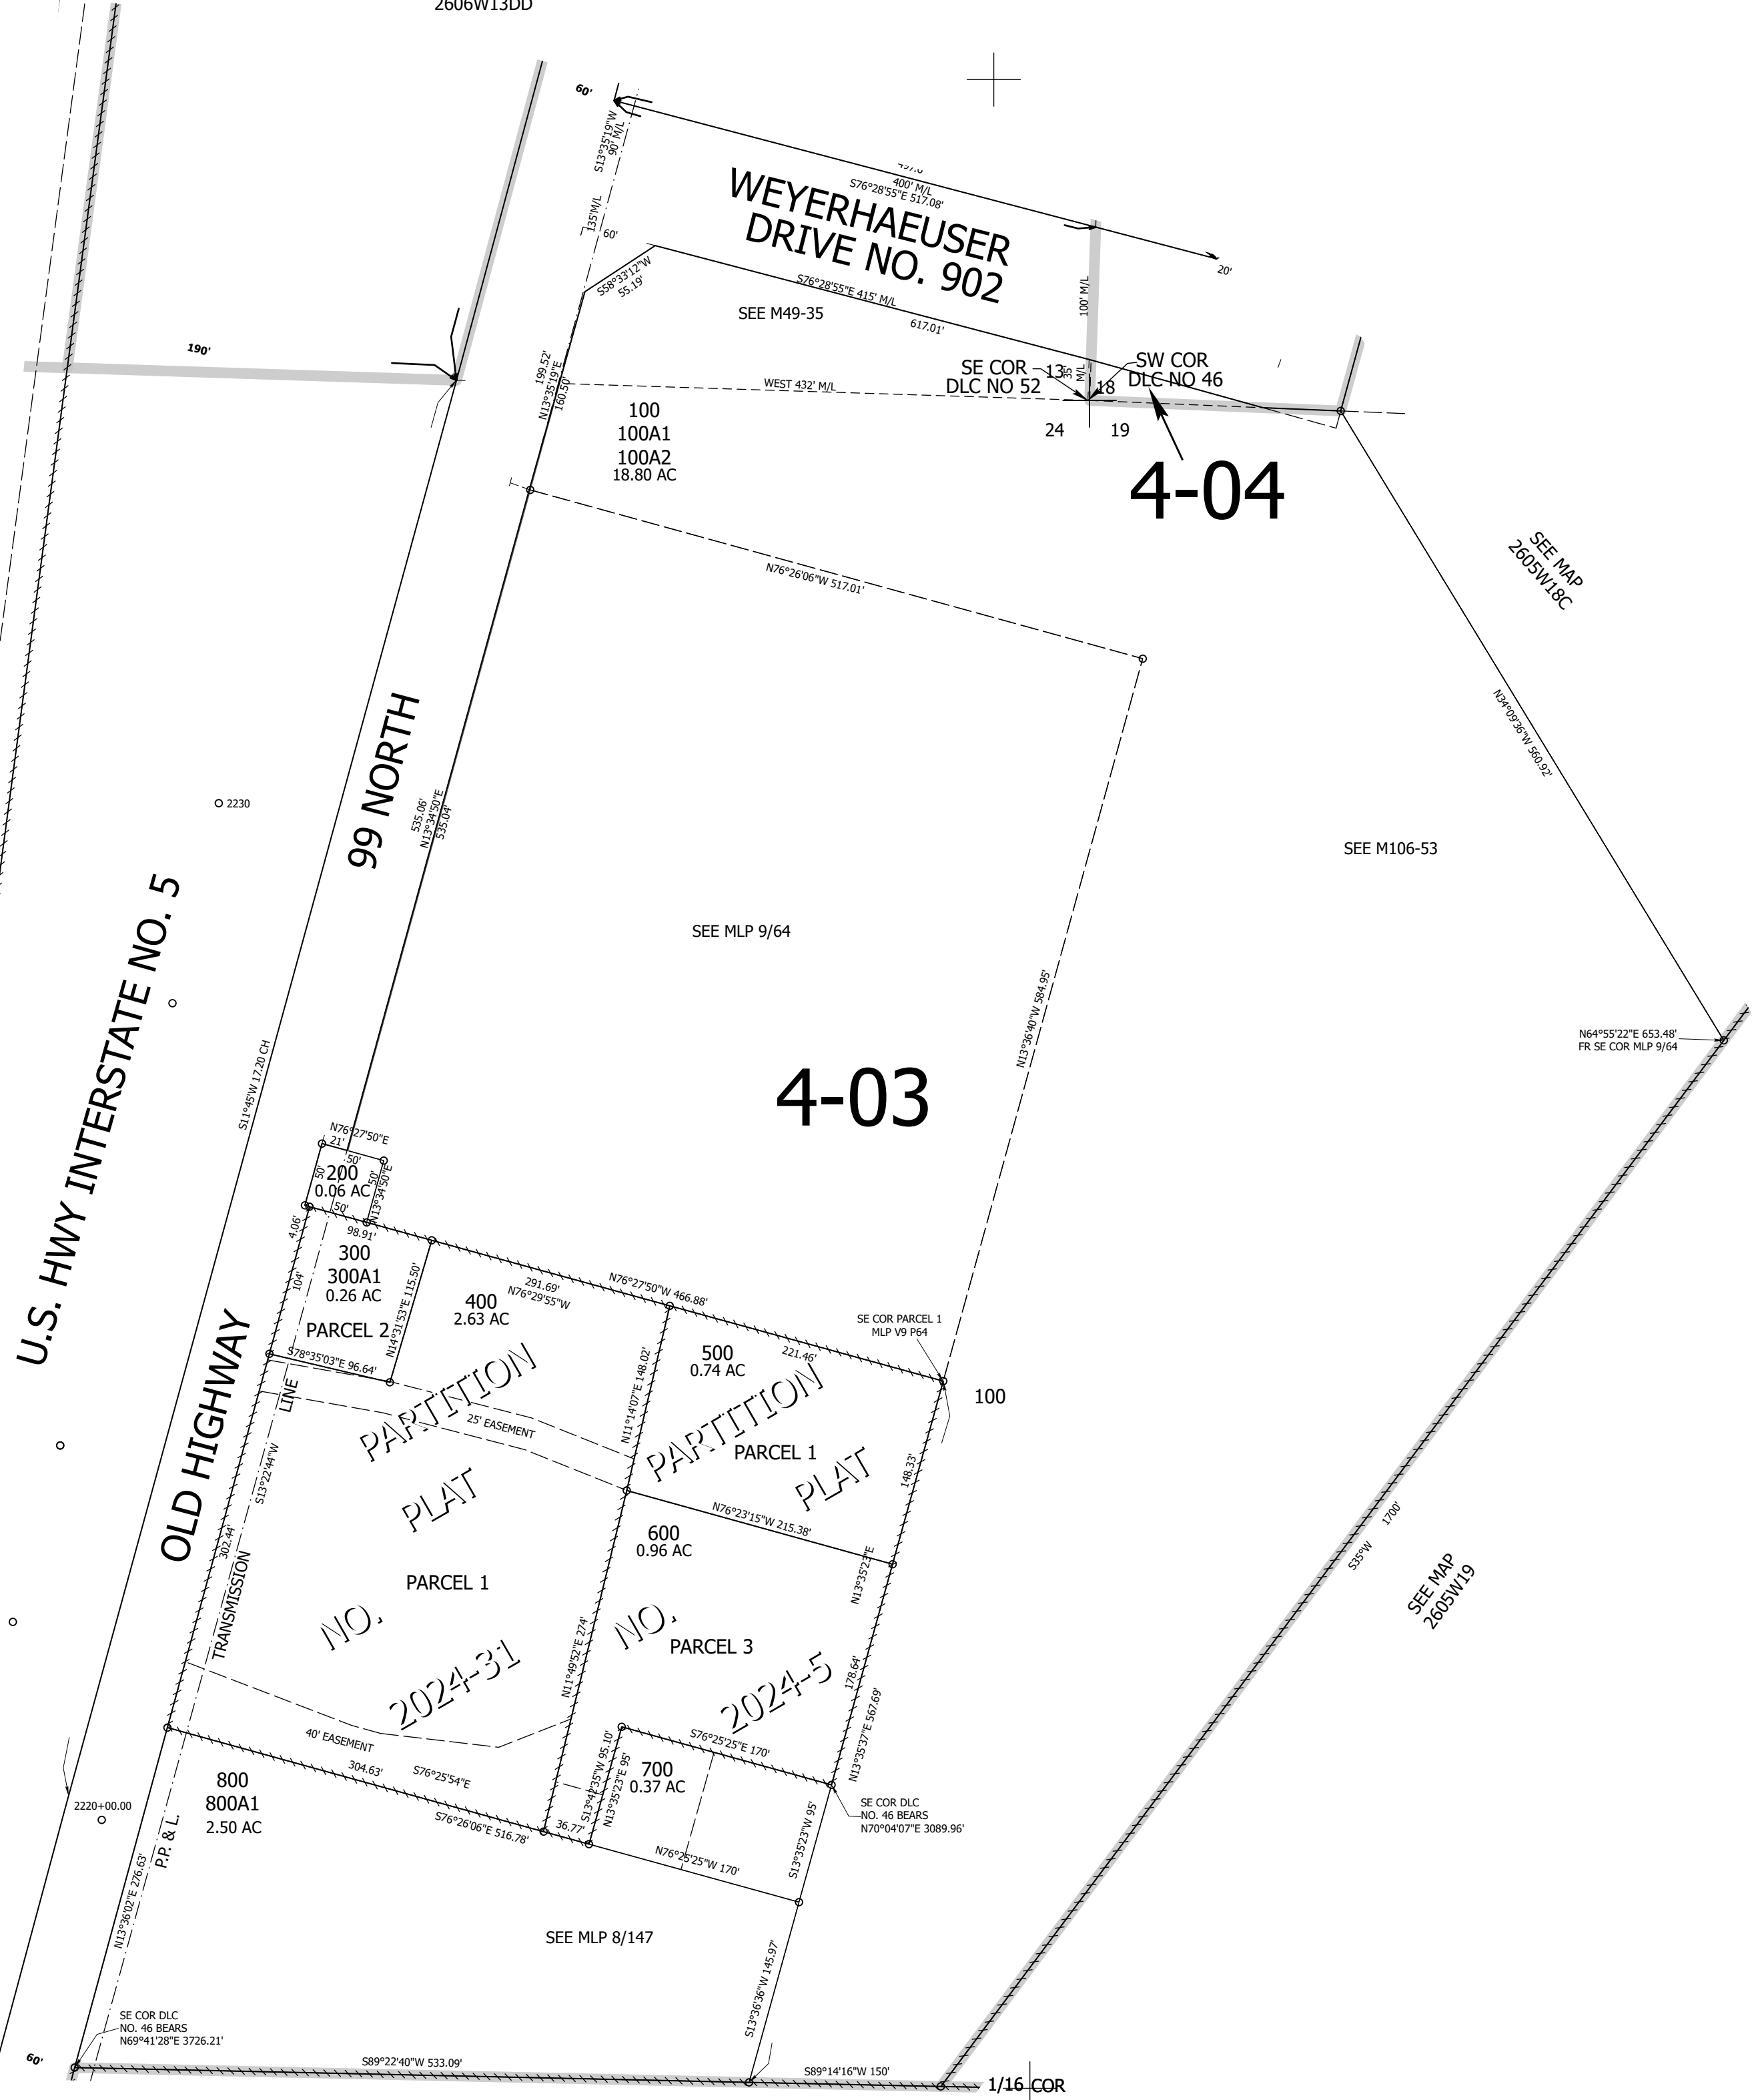 2606W13DD
60'
S13°35'19"W
90' M/L
135'M/L
60'
400' M/L
S76°28'55"E 517.08'
WEYERHAEUSER
DRIVE NO. 902
20'
S58°33'12"W
55.19'
S76°28'55"E 415' M/L
617.01'
SEE M49-35
100' M/L
190'
199.52'
N13°35'19"E
160.50'
WEST 432' M/L
SE COR
DLC NO 52
13
35'
M/L
18
SW COR
DLC NO 46
24
19
100
100A1
100A2
18.80 AC
4-04
SEE MAP
2605W18C
N76°26'06"W 517.01'
N34°09'36"W 560.92'
99 NORTH
2230
535.06'
N13°34'50"E
535.04'
SEE M106-53
SEE MLP 9/64
U.S. HWY INTERSTATE NO. 5
N13°36'40"W 584.95'
N64°55'22"E 653.48'
FR SE COR MLP 9/64
S11°45'W 17.20 CH
4-03
N76°27'50"E
21'
50'
50'
200
0.06 AC
50'
N13°34'50"E
50'
4.06'
98.91'
300
300A1
0.26 AC
104'
PARCEL 2
N14°31'53"E 115.50'
S78°35'03"E 96.64'
291.69'
N76°29'55"W
N76°27'50"W 466.88'
400
2.63 AC
SE COR PARCEL 1
MLP V9 P64
500
0.74 AC
221.46'
100
OLD HIGHWAY
LINE
PARTITION
PLAT
25' EASEMENT
N11°14'07"E 148.02'
PARTITION
PARCEL 1
PLAT
148.33'
S13°22'44"W
302.44'
TRANSMISSION
N76°23'15"W 215.38'
600
0.96 AC
N13°35'23"E
PARCEL 1
NO.
2024-31
NO.
PARCEL 3
2024-5
N11°49'52"E 274'
178.64'
N13°35'37"E 567.69'
1700'
S35°W
SEE MAP
2605W19
40' EASEMENT
304.63'
S76°25'54"E
S76°26'06"E 516.78'
36.77'
S13°42'35"W 95.10'
N13°35'23"E 95'
S76°25'25"E 170'
700
0.37 AC
N76°25'25"W 170'
S13°35'23"W 95'
SE COR DLC
NO. 46 BEARS
N70°04'07"E 3089.96'
800
800A1
2.50 AC
2220+00.00
P.P. & L.
N13°36'02"E 276.63'
SEE MLP 8/147
S13°36'36"W 145.97'
SE COR DLC
NO. 46 BEARS
N69°41'28"E 3726.21'
60'
S89°22'40"W 533.09'
S89°14'16"W 150'
1/16 COR